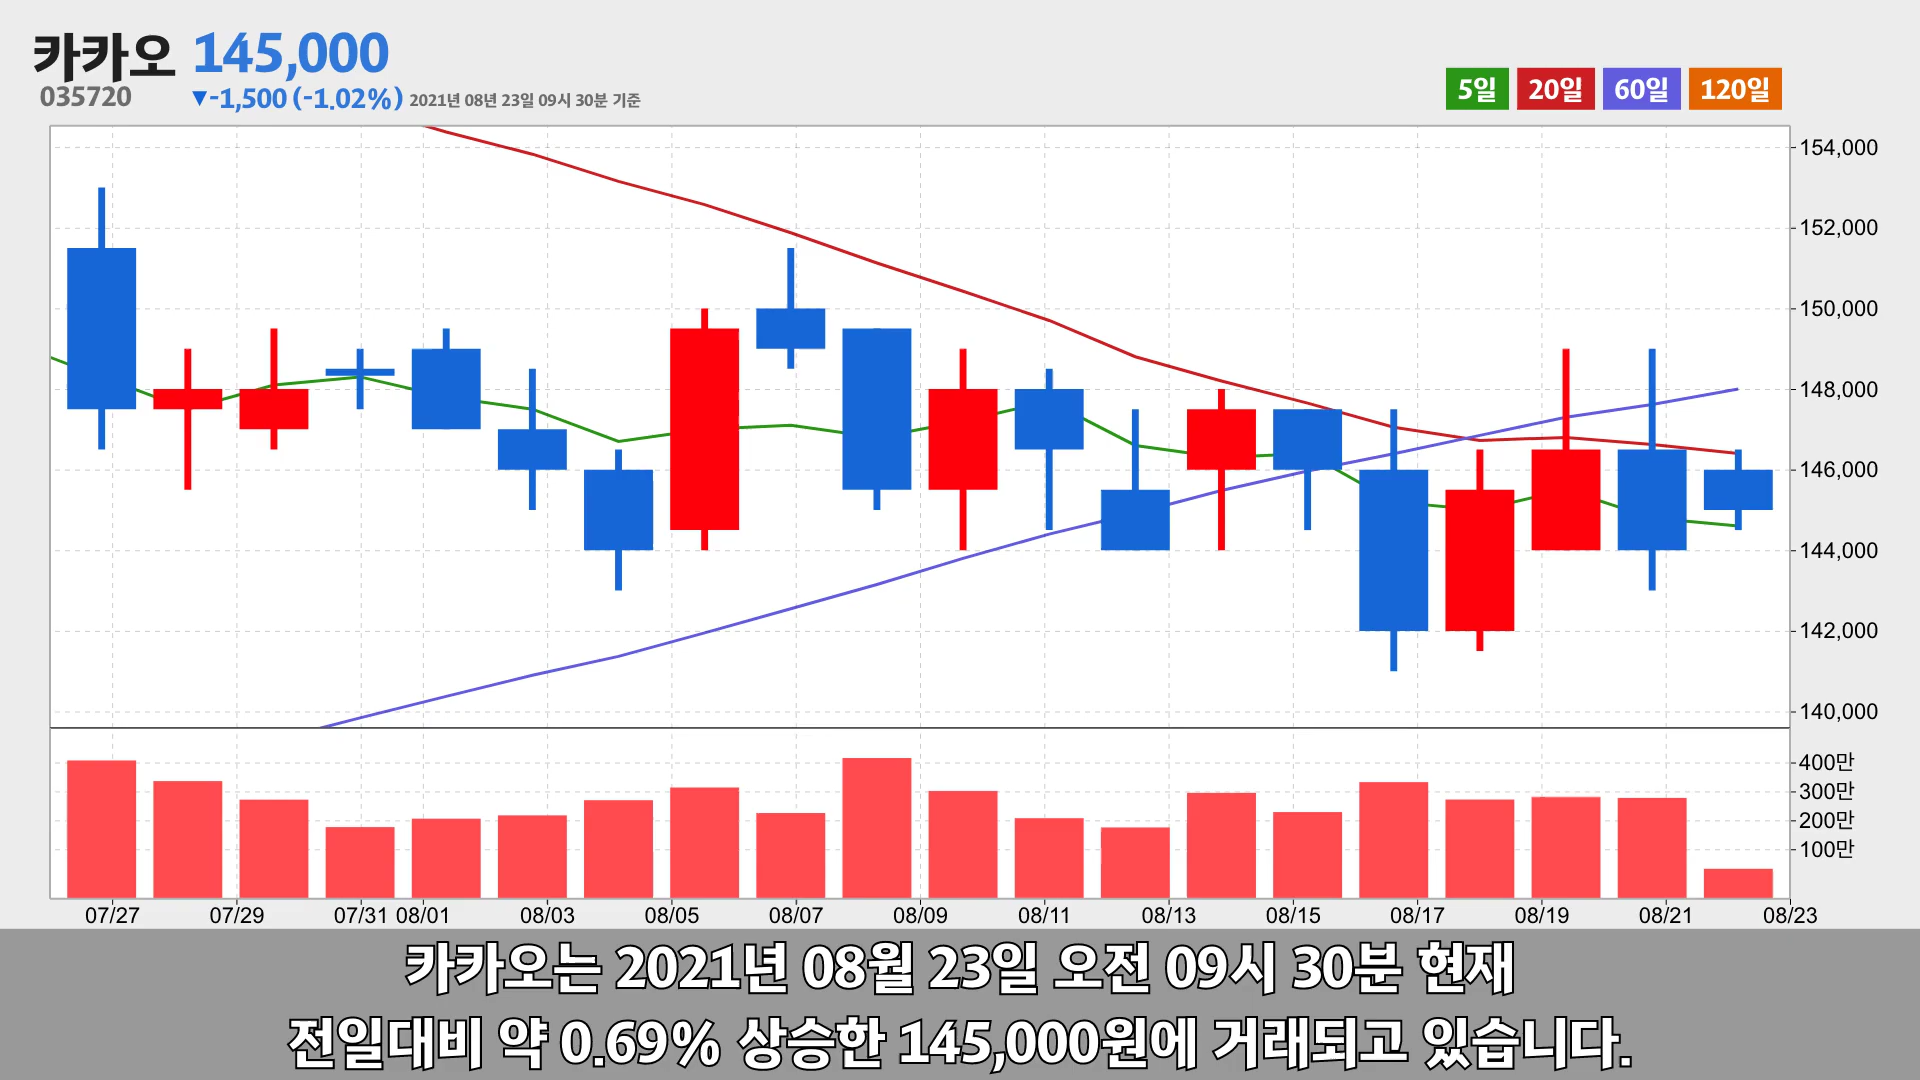 카카오 145,000
035720 ▼-1,500 (-1.02%) 2021년 08년 23일 09시 30분 기준
5일 20일 60일 120일
154,000
152,000
150,000
148,000
146,000
144,000
142,000
140,000
400만
300만
200만
100만
07/27 07/29 07/31 08/01 08/03 08/05 08/07 08/09 08/11 08/13 08/15 08/17 08/19 08/21 08/23
카카오는 2021년 08월 23일 오전 09시 30분 현재
전일대비 약 0.69% 상승한 145,000원에 거래되고 있습니다.